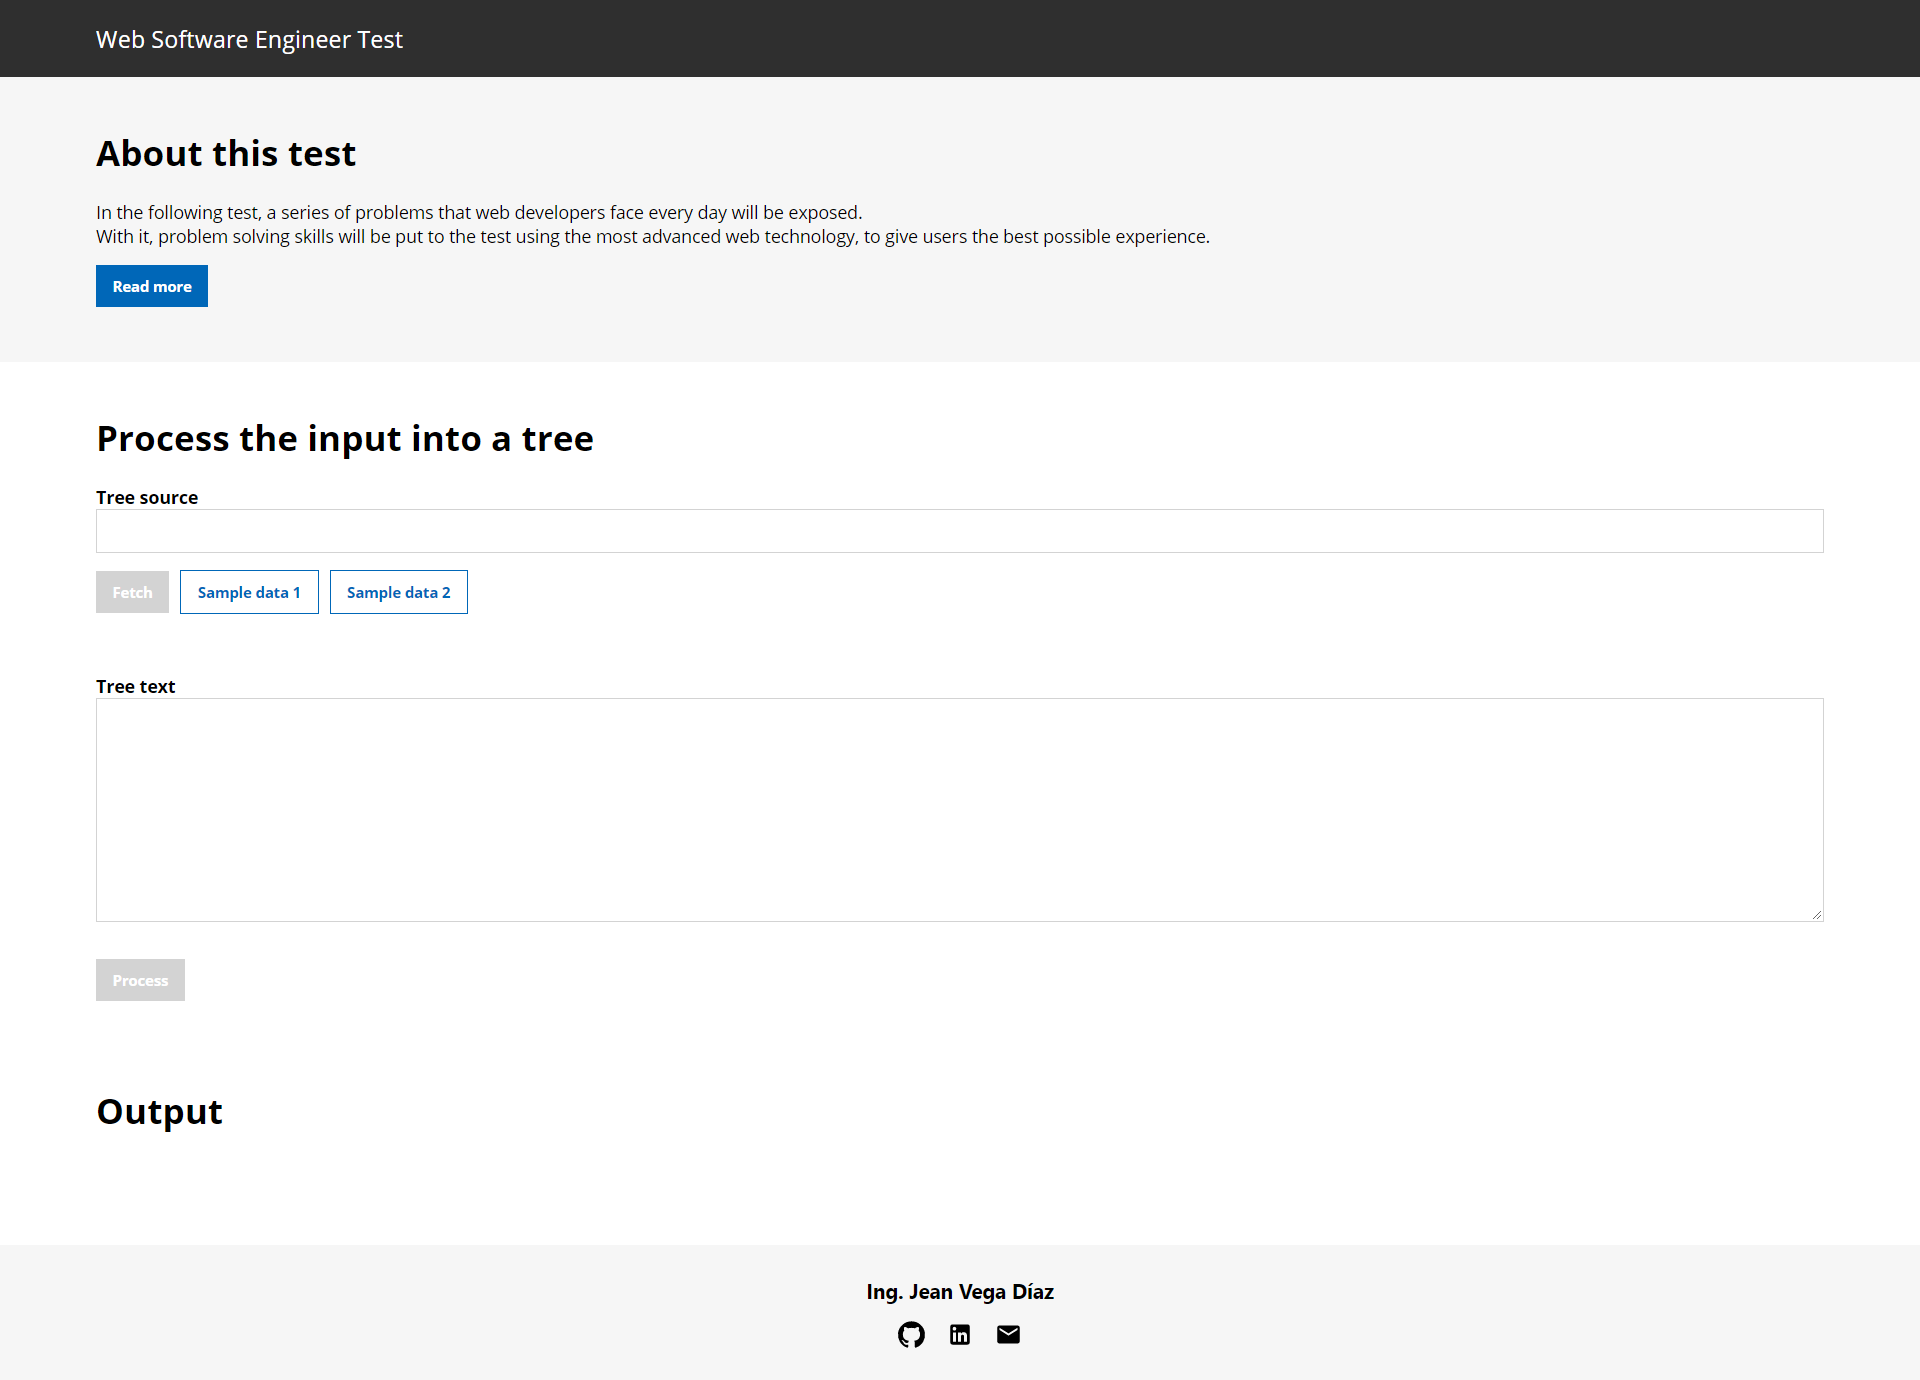 Web Software Engineer Test
About this test
In the following test, a series of problems that web developers face every day will be exposed.
With it, problem solving skills will be put to the test using the most advanced web technology, to give users the best possible experience.
Read more
Process the input into a tree
Tree source
Fetch
Sample data 1
Sample data 2
Tree text
Process
Output
Ing. Jean Vega Díaz